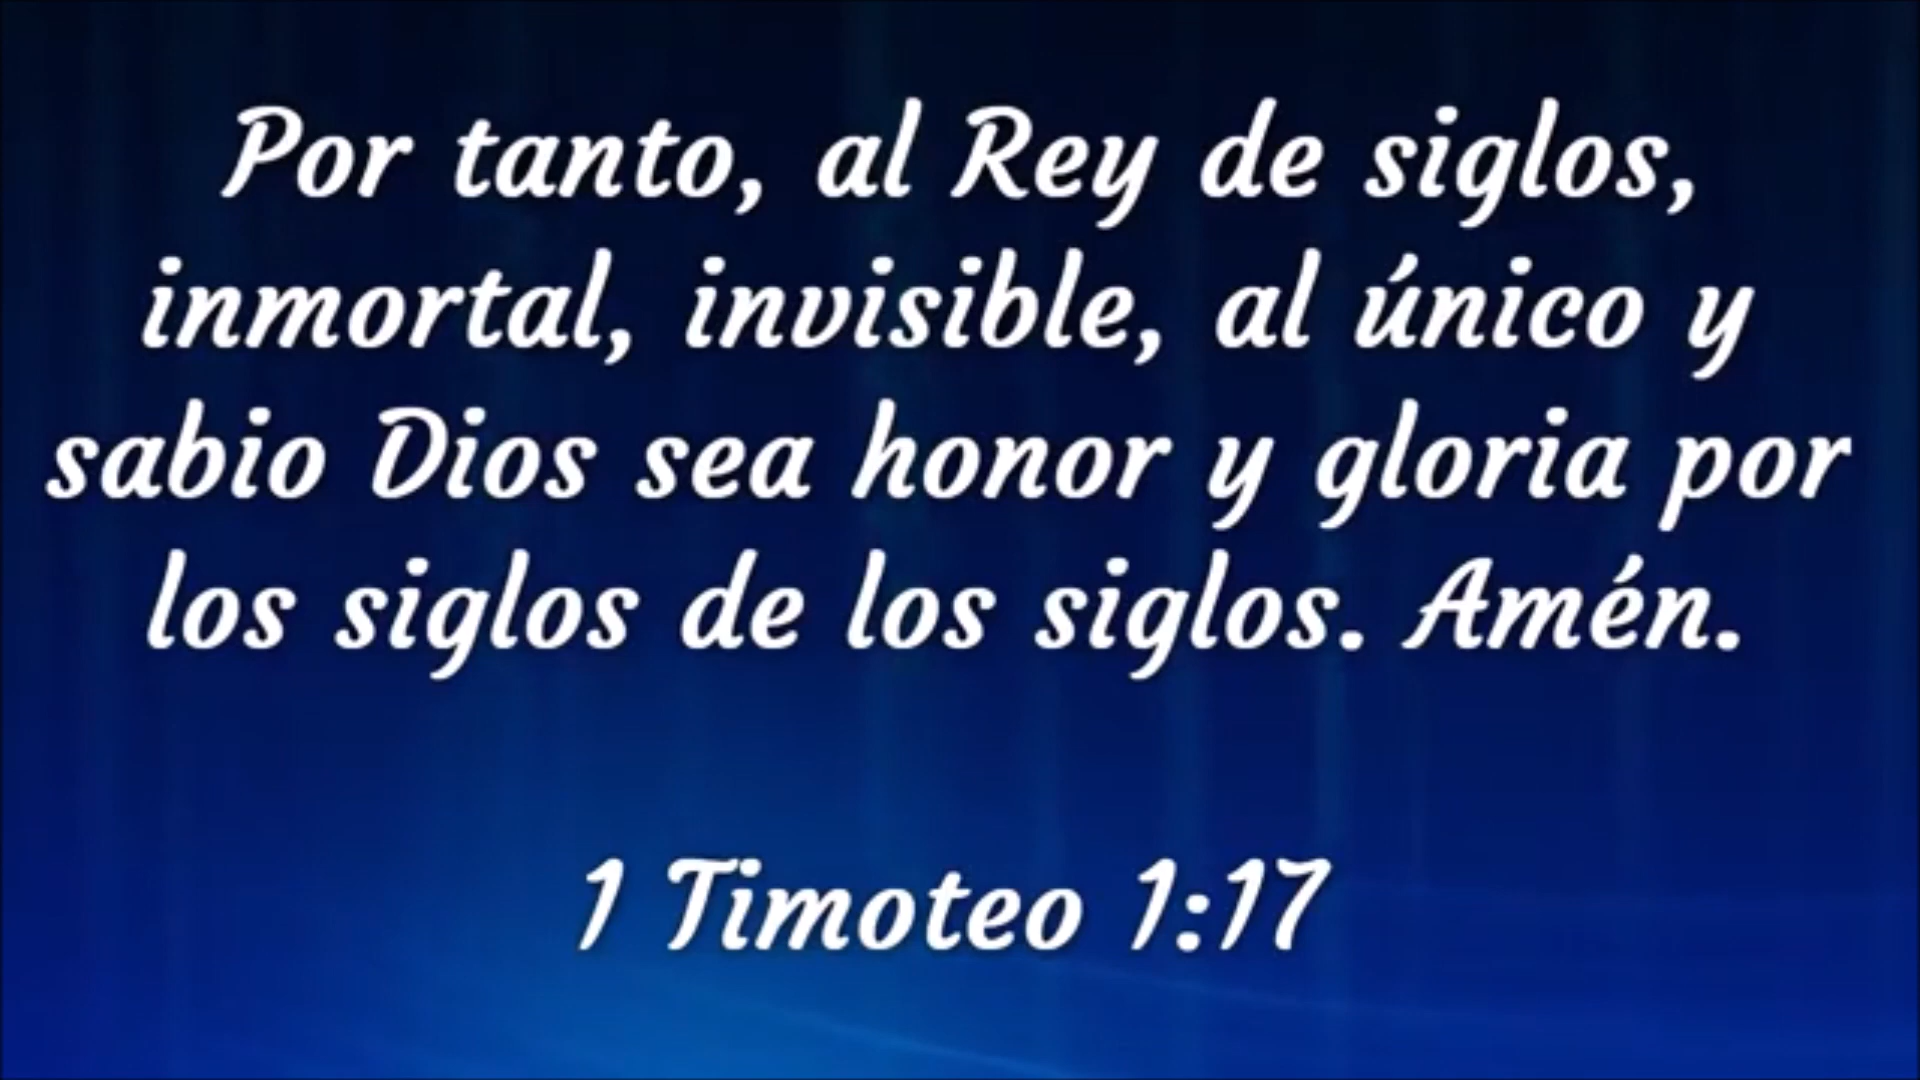 Por tanto, al Rey de siglos,
inmortal, invisible, al único y
sabio Dios sea honor y gloria por
los siglos de los siglos. Amén.
1 Timoteo 1:17